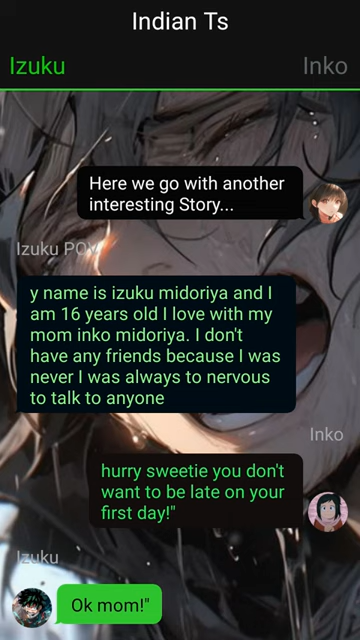 Indian Ts
Izuku Inko
Here we go with another
interesting Story...
Izuku POV
y name is izuku midoriya and I
am 16 years old I love with my
mom inko midoriya. I don't
have any friends because I was
never I was always to nervous
to talk to anyone
Inko
hurry sweetie you don't
want to be late on your
first day!"
Izuku
Ok mom!"